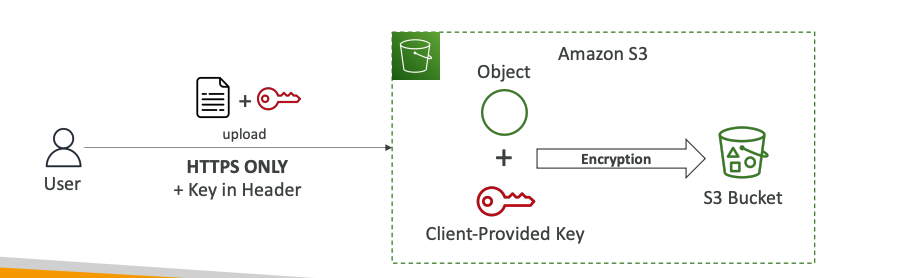 Amazon S3
Object
upload
HTTPS ONLY
+ Key in Header
User
+
+
Encryption
S3 Bucket
Client-Provided Key